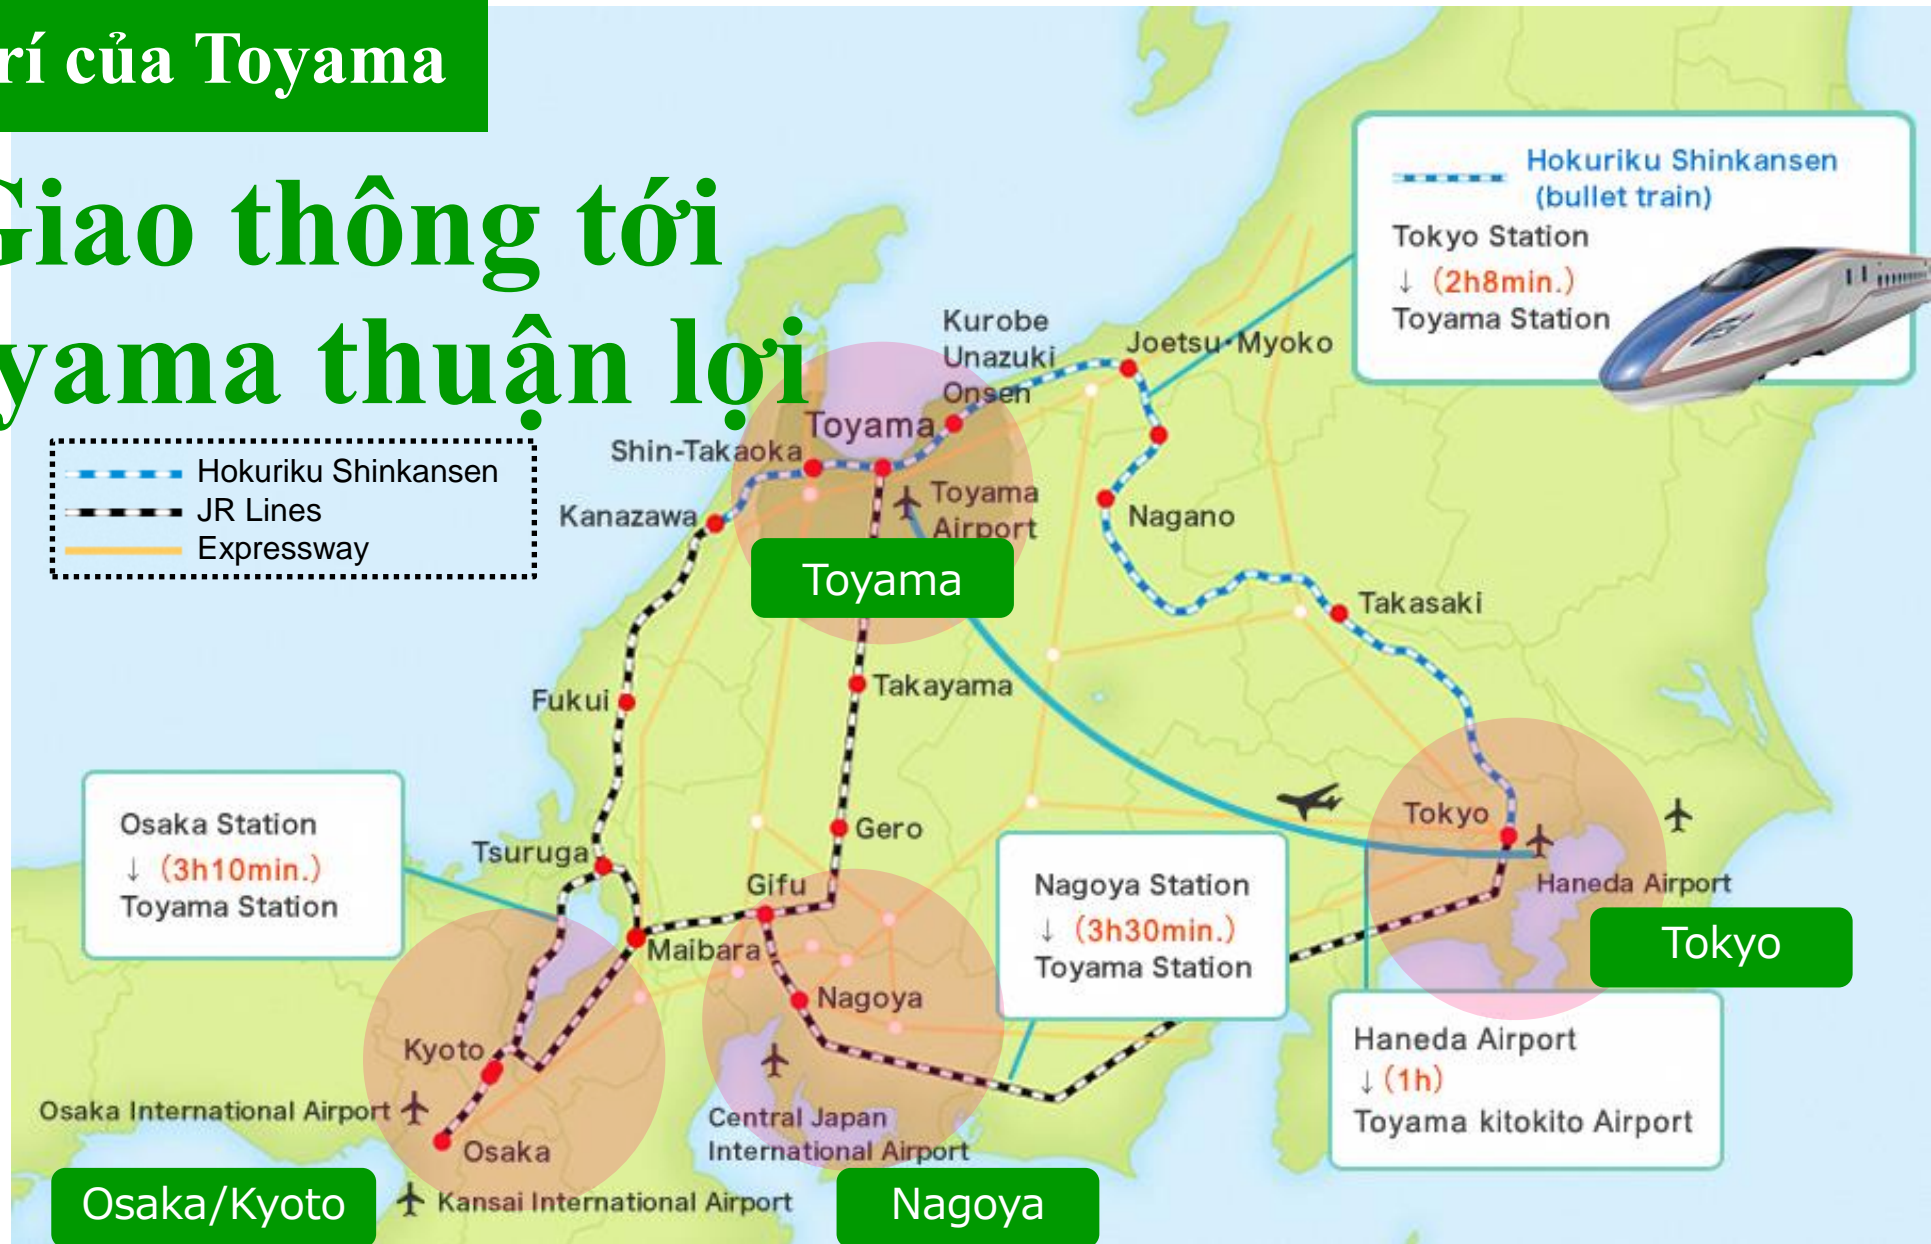 rí của Toyama
Giao thông tới
yama thuận lợi
Hokuriku Shinkansen
JR Lines
Expressway
Hokuriku Shinkansen
(bullet train)
Tokyo Station
↓ (2h8min.)
Toyama Station
Kurobe
Unazuki
Onsen
Joetsu・Myoko
Toyama
Shin-Takaoka
Kanazawa
Toyama
Airport
Nagano
Toyama
Takasaki
Takayama
Fukui
Osaka Station
↓ (3h10min.)
Toyama Station
Tsuruga
Gero
Gifu
Maibara
Nagoya Station
↓ (3h30min.)
Toyama Station
Tokyo
Haneda Airport
Tokyo
Nagoya
Kyoto
Haneda Airport
↓ (1h)
Toyama kitokito Airport
Osaka International Airport
Osaka
Central Japan
International Airport
Kansai International Airport
Osaka/Kyoto
Nagoya